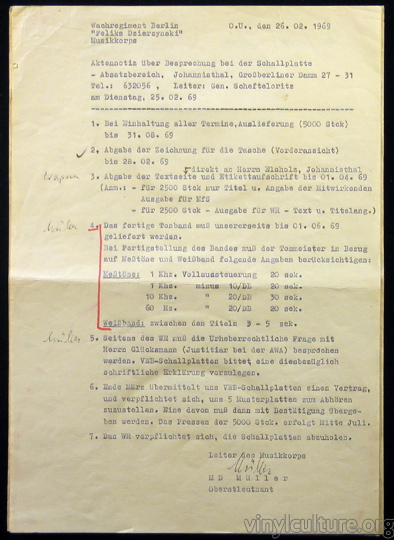 Wachregiment Berlin O.U., den 26. 02. 1969
"Feliks Dzierzynski"
Musikkorps
Aktennotiz über Besprechung bei der Schallplatte
- Absatzbereich, Johannisthal, Großberliner Damm 27 - 31
Tel.: 632056 , Leiter: Gen. Scheftelorits
am Dienstag, 25.02. 69
1. Bei Einhaltung aller Termine, Auslieferung (5000 Stck)
bis 31. 08. 69
2. Abgabe der Zeichnung für die Tasche (Vorderansicht)
bis 28. 02. 69
direkt an Herrn Nichols, Johannisthal
3. Abgabe der Textseite und Etikettaufschrift bis 01. 04. 69
(Anm.: - für 2500 Stck nur Titel u. Angabe der Mitwirkenden
Ausgabe für MfS
- für 2500 Stck - Ausgabe für WR - Text u. Titelang.)
Müller 4. Das fertige Tonband muß unsererseits bis 01. 06. 69
geliefert werden.
Bei Fertigstellung des Bandes muß der Tonmeister in Bezug
auf Meßtöne und Weißband folgende Angaben berücksichtigen:
Meßtöne: 1 Khz. Vollaussteuerung 20 sek.
1 Khz. minus 10/DB 20 sek.
10 Khz " 20/DB 30 sek.
60 Hz " 20/DB 20 sek.
Weißband: zwischen den Titeln 3 - 5 sek.
Müller 5. Seitens des WR muß die Urheberrechtliche Frage mit
Herrn Glücksmann (Justitiar bei der AWA) besprochen
werden. VEB-Schallplatten bittet eine diesbezüglich
schriftliche Erklärung vorzulegen.
6. Ende März übermittelt uns VEB-Schallplatten einen Vertrag,
und verpflichtet sich, uns 5 Musterplatten zum Abhören
zuzustellen. Eine davon muß dann mit Bestätigung überge-
ben werden. Das Pressen der 5000 Stck. erfolgt Mitte Juli.
7. Das WR verpflichtet sich, die Schallplatten abzuholen.
Leiter des Musikkorps
Müller
MD Müller
Oberstleutnant
vinylculture.org